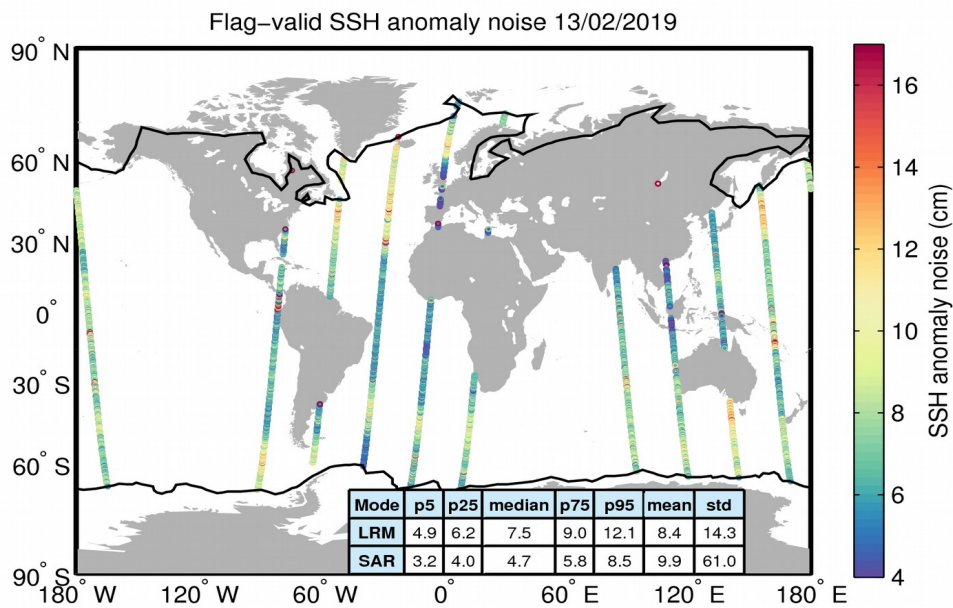 Flag–valid SSH anomaly noise 13/02/2019
90° N
60° N
30° N
0°
30° S
60° S
90° S
180° W
120° W
60° W
0°
60° E
120° E
180° E
Mode p5 p25 median p75 p95 mean std
LRM 4.9 6.2 7.5 9.0 12.1 8.4 14.3
SAR 3.2 4.0 4.7 5.8 8.5 9.9 61.0
16
14
12
10
8
6
4
SSH anomaly noise (cm)